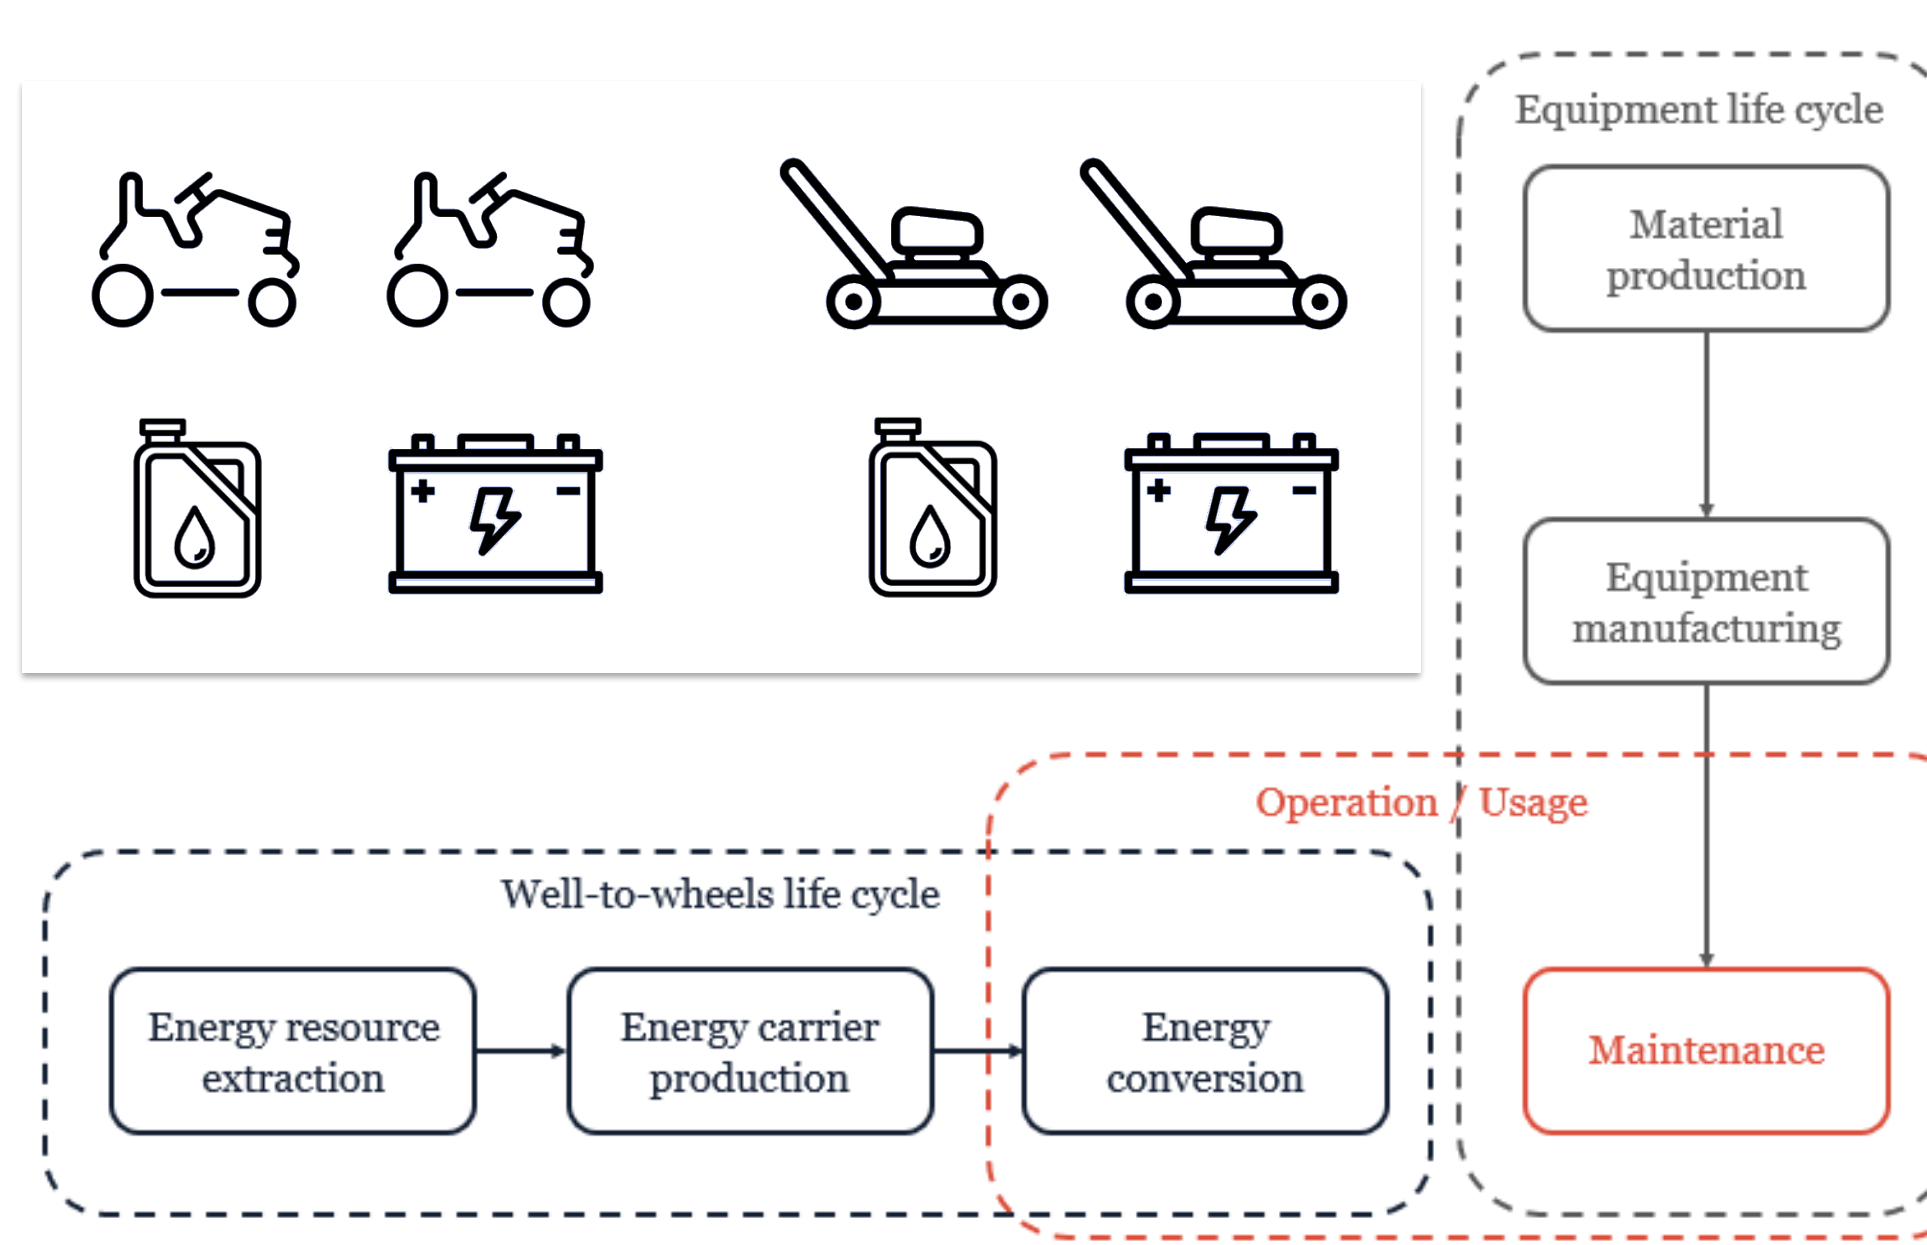 Equipment life cycle
Material
production
Equipment
manufacturing
Operation / Usage
Well-to-wheels life cycle
Energy resource
extraction
Energy carrier
production
Energy
conversion
Maintenance
+ −
+ −